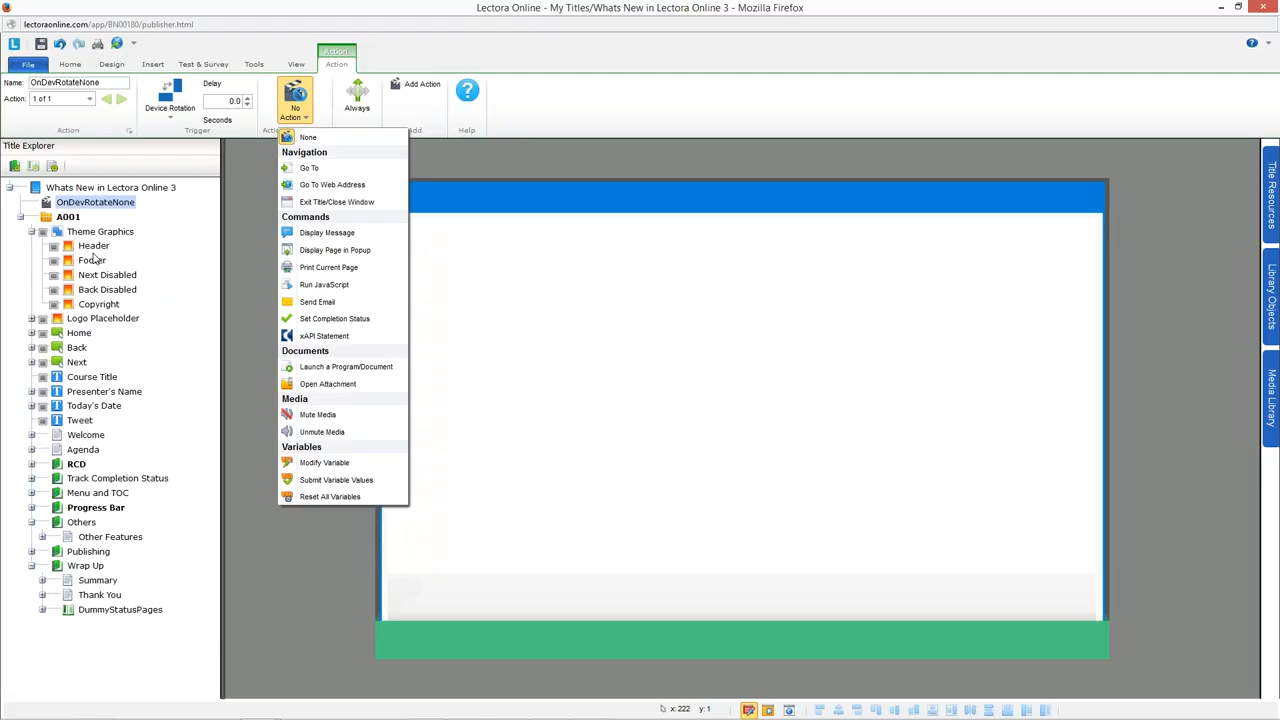 Lectora Online - My Titles/Whats New in Lectora Online 3 - Mozilla Firefox
lectoraonline.com/app/BN00180/publisher.html
Action
File Home Design Insert Test & Survey Tools View Action
Name: OnDevRotateNone
Action: 1 of 1
Action
Device Rotation
Delay
0.0
Seconds
Trigger
No
Action
Always
Add Action
Add
Help
Title Explorer
Whats New in Lectora Online 3
OnDevRotateNone
A001
Theme Graphics
Header
Footer
Next Disabled
Back Disabled
Copyright
Logo Placeholder
Home
Back
Next
Course Title
Presenter's Name
Today's Date
Tweet
Welcome
Agenda
RCD
Track Completion Status
Menu and TOC
Progress Bar
Others
Other Features
Publishing
Wrap Up
Summary
Thank You
DummyStatusPages
None
Navigation
Go To
Go To Web Address
Exit Title/Close Window
Commands
Display Message
Display Page in Popup
Print Current Page
Run JavaScript
Send Email
Set Completion Status
xAPI Statement
Documents
Launch a Program/Document
Open Attachment
Media
Mute Media
Unmute Media
Variables
Modify Variable
Submit Variable Values
Reset All Variables
Title Resources
Library Objects
Media Library
x: 222 y: 1